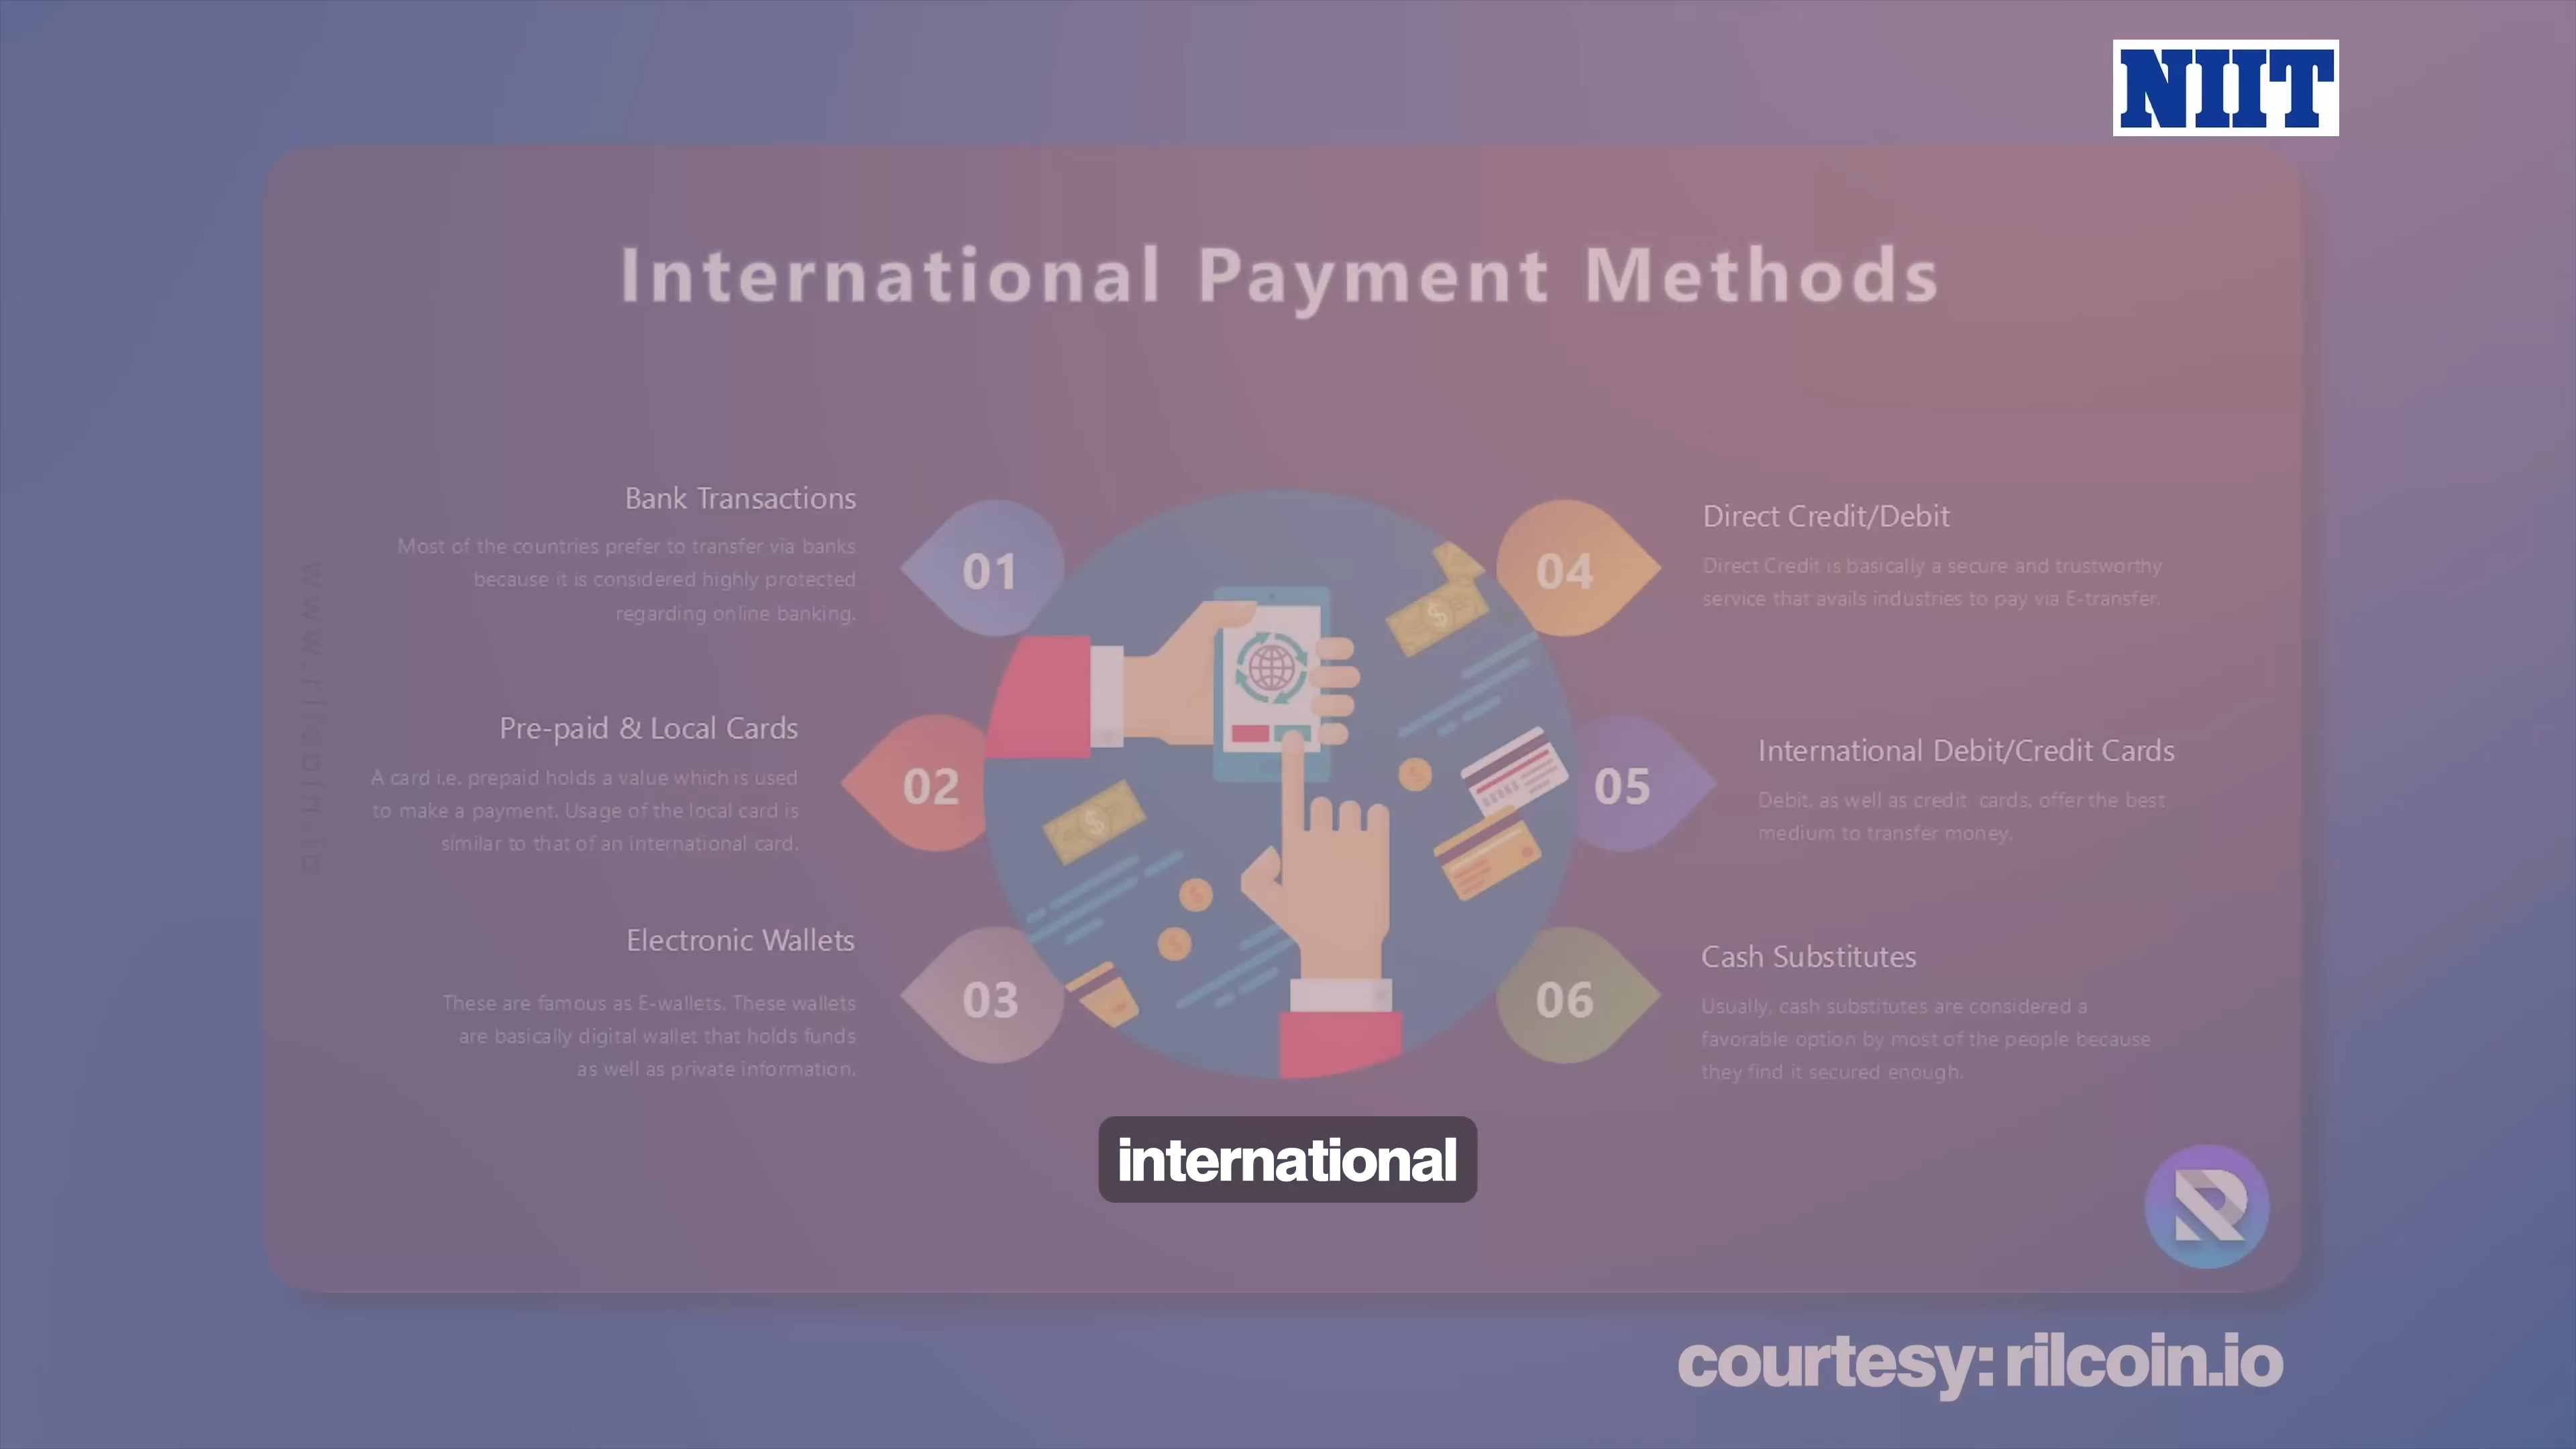 NIIT
International Payment Methods
Bank Transactions
Most of the countries prefer to transfer via banks
because it is considered highly protected
regarding online banking.
01
Pre-paid & Local Cards
A card i.e. prepaid holds a value which is used
to make a payment. Usage of the local card is
similar to that of an international card.
02
Electronic Wallets
These are famous as E-wallets. These wallets
are basically digital wallet that holds funds
as well as private information.
03
04
Direct Credit/Debit
Direct Credit is basically a secure and trustworthy
service that avails industries to pay via E-transfer.
05
International Debit/Credit Cards
Debit, as well as credit cards, offer the best
medium to transfer money.
06
Cash Substitutes
Usually, cash substitutes are considered a
favorable option by most of the people because
they find it secured enough.
www.rilcoin.io
international
R
courtesy: rilcoin.io